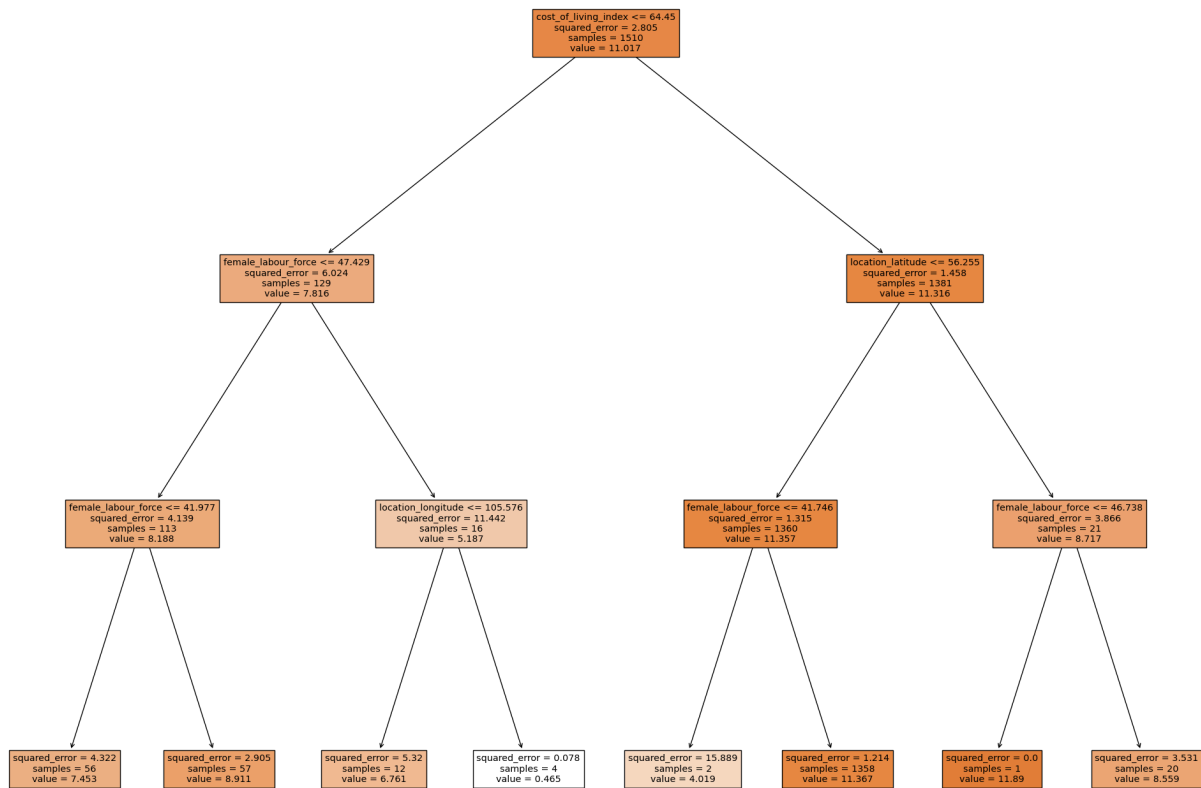 cost_of_living_index <= 64.45
squared_error = 2.805
samples = 1510
value = 11.017
female_labour_force <= 47.429
squared_error = 6.024
samples = 129
value = 7.816
location_latitude <= 56.255
squared_error = 1.458
samples = 1381
value = 11.316
female_labour_force <= 41.977
squared_error = 4.139
samples = 113
value = 8.188
location_longitude <= 105.576
squared_error = 11.442
samples = 16
value = 5.187
female_labour_force <= 41.746
squared_error = 1.315
samples = 1360
value = 11.357
female_labour_force <= 46.738
squared_error = 3.866
samples = 21
value = 8.717
squared_error = 4.322
samples = 56
value = 7.453
squared_error = 2.905
samples = 57
value = 8.911
squared_error = 5.32
samples = 12
value = 6.761
squared_error = 0.078
samples = 4
value = 0.465
squared_error = 15.889
samples = 2
value = 4.019
squared_error = 1.214
samples = 1358
value = 11.367
squared_error = 0.0
samples = 1
value = 11.89
squared_error = 3.531
samples = 20
value = 8.559